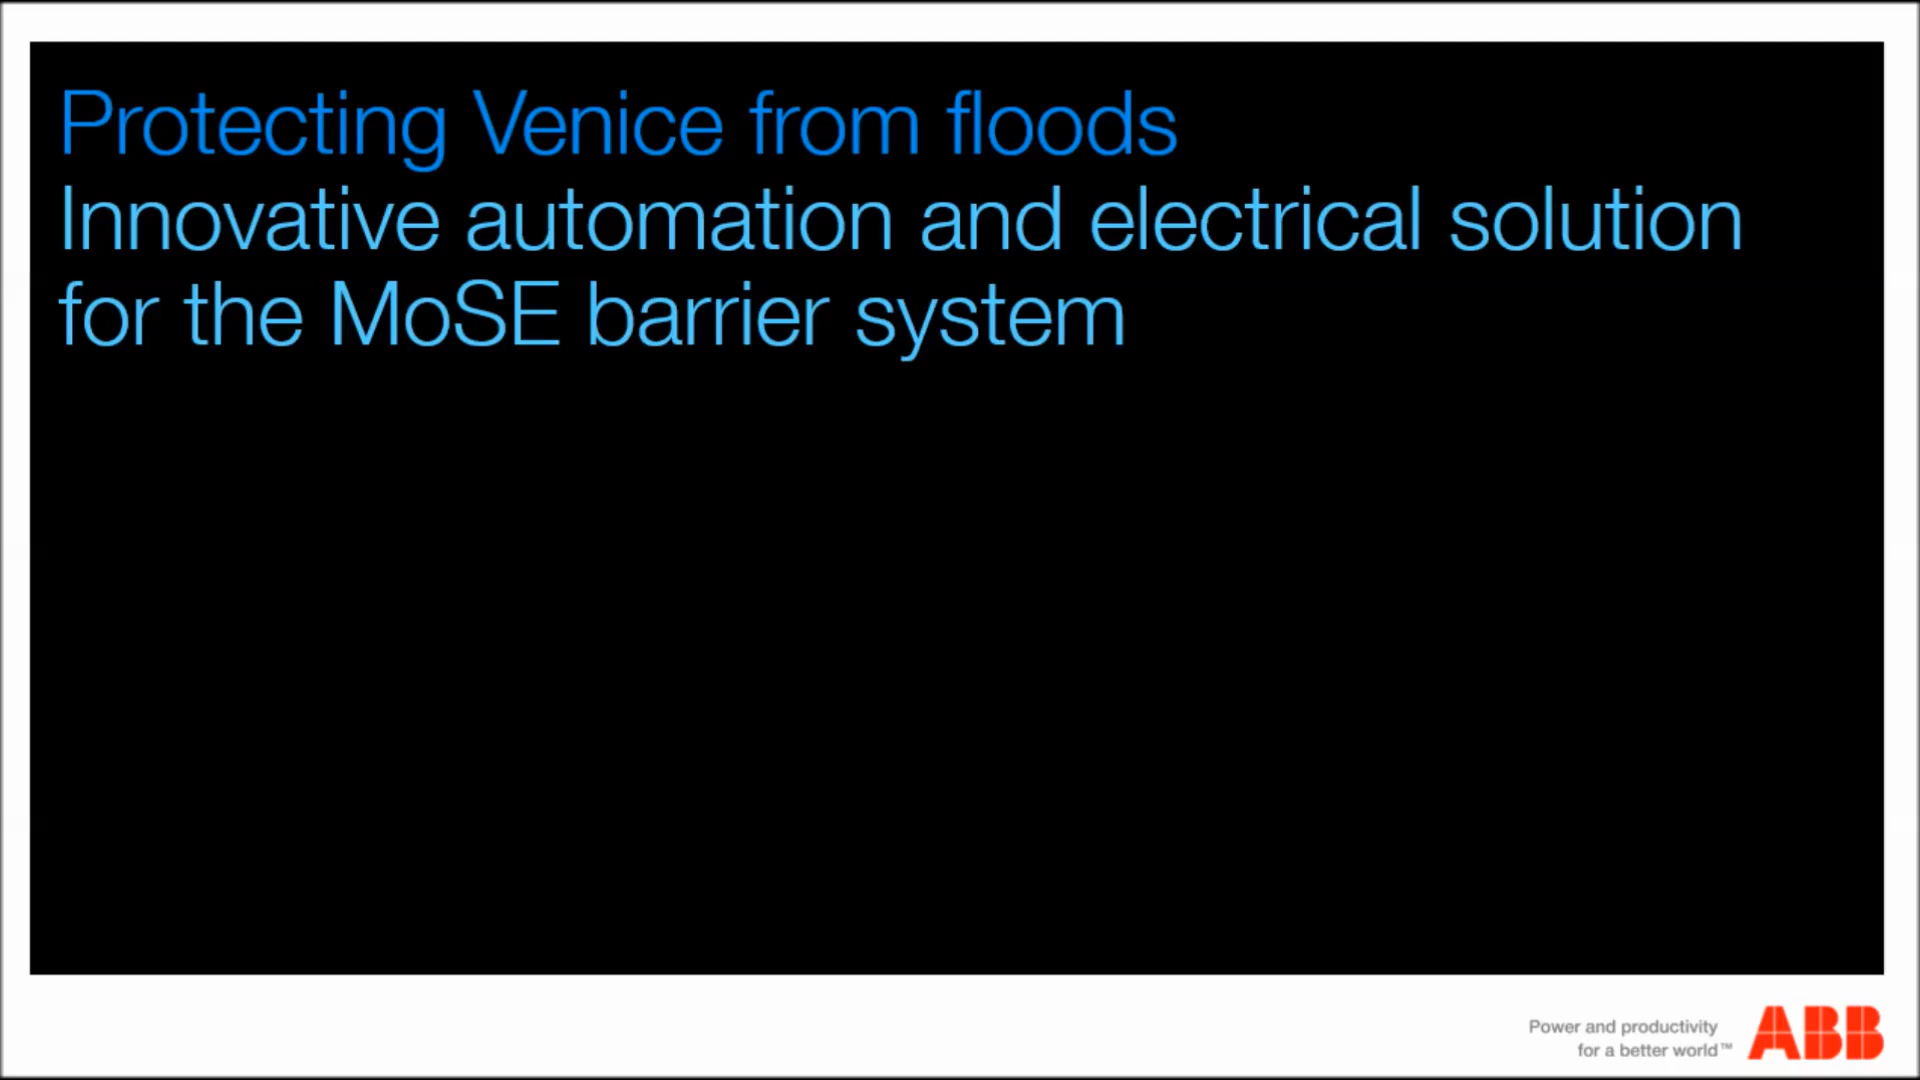 Protecting Venice from floods
Innovative automation and electrical solution
for the MoSE barrier system
Power and productivity
for a better world™
ABB